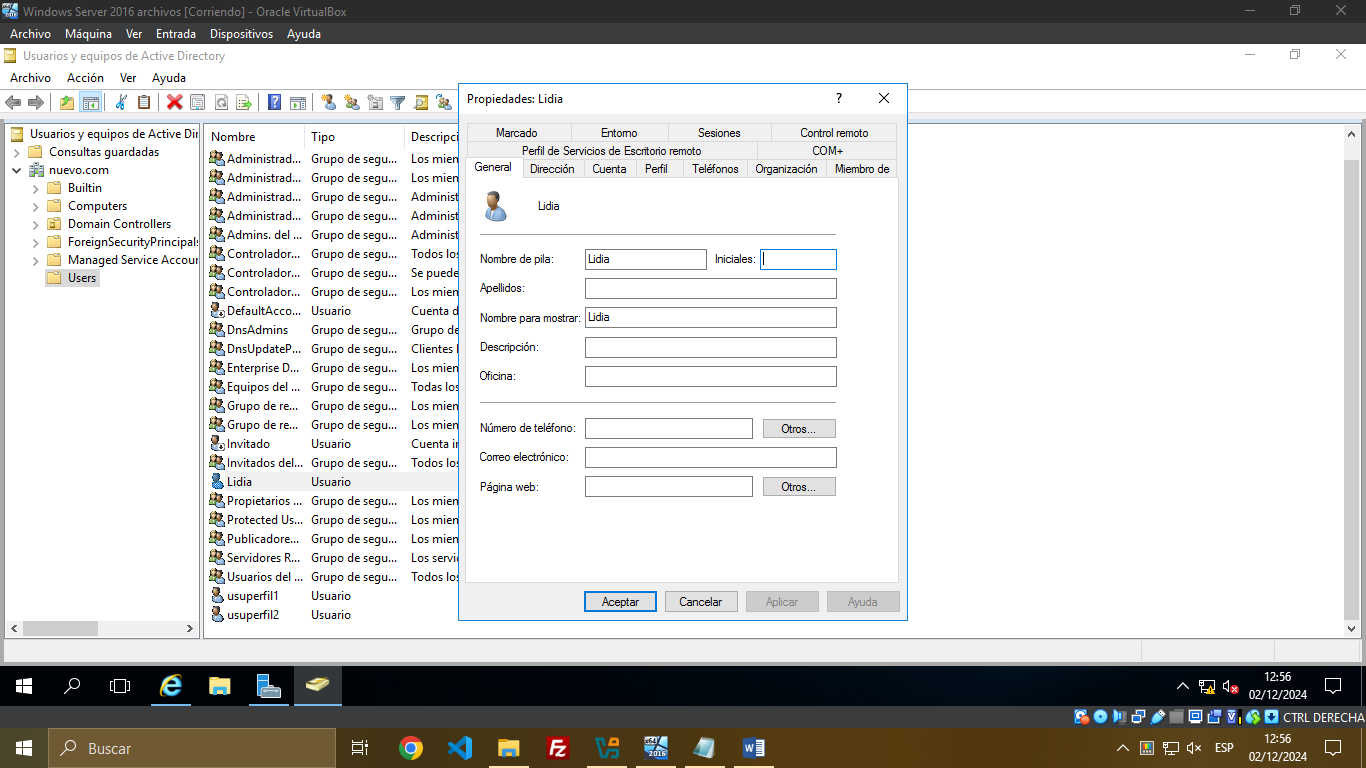 Windows Server 2016 archivos [Corriendo] - Oracle VirtualBox
Archivo Máquina Ver Entrada Dispositivos Ayuda
Usuarios y equipos de Active Directory
Archivo Acción Ver Ayuda
Usuarios y equipos de Active Dir
Consultas guardadas
nuevo.com
Builtin
Computers
Domain Controllers
ForeignSecurityPrincipals
Managed Service Accour
Users
Nombre Tipo Descripci
Administrad... Grupo de segu... Los mien
Administrad... Grupo de segu... Los mien
Administrad... Grupo de segu... Administ
Administrad... Grupo de segu... Administ
Admins. del ... Grupo de segu... Administ
Controlador... Grupo de segu... Todos los
Controlador... Grupo de segu... Se puede
Controlador... Grupo de segu... Los mien
DefaultAcco... Usuario Cuenta d
DnsAdmins Grupo de segu... Grupo de
DnsUpdateP... Grupo de segu... Clientes
Enterprise D... Grupo de segu... Los mien
Equipos del ... Grupo de segu... Todas los
Grupo de re... Grupo de segu... Los mien
Grupo de re... Grupo de segu... Los mien
Invitado Usuario Cuenta in
Invitados del... Grupo de segu... Todos los
Lidia Usuario
Propietarios ... Grupo de segu... Los mien
Protected Us... Grupo de segu... Los mien
Publicadore... Grupo de segu... Los mien
Servidores R... Grupo de segu... Los servic
Usuarios del ... Grupo de segu... Todos los
usuperfil1 Usuario
usuperfil2 Usuario
Propiedades: Lidia ?
Marcado Entorno Sesiones Control remoto
Perfil de Servicios de Escritorio remoto COM+
General Dirección Cuenta Perfil Teléfonos Organización Miembro de
Lidia
Nombre de pila: Lidia Iniciales:
Apellidos:
Nombre para mostrar: Lidia
Descripción:
Oficina:
Número de teléfono: Otros...
Correo electrónico:
Página web: Otros...
Aceptar Cancelar Aplicar Ayuda
12:56
02/12/2024
CTRL DERECHA
Buscar
x64
2016
ESP
12:56
02/12/2024